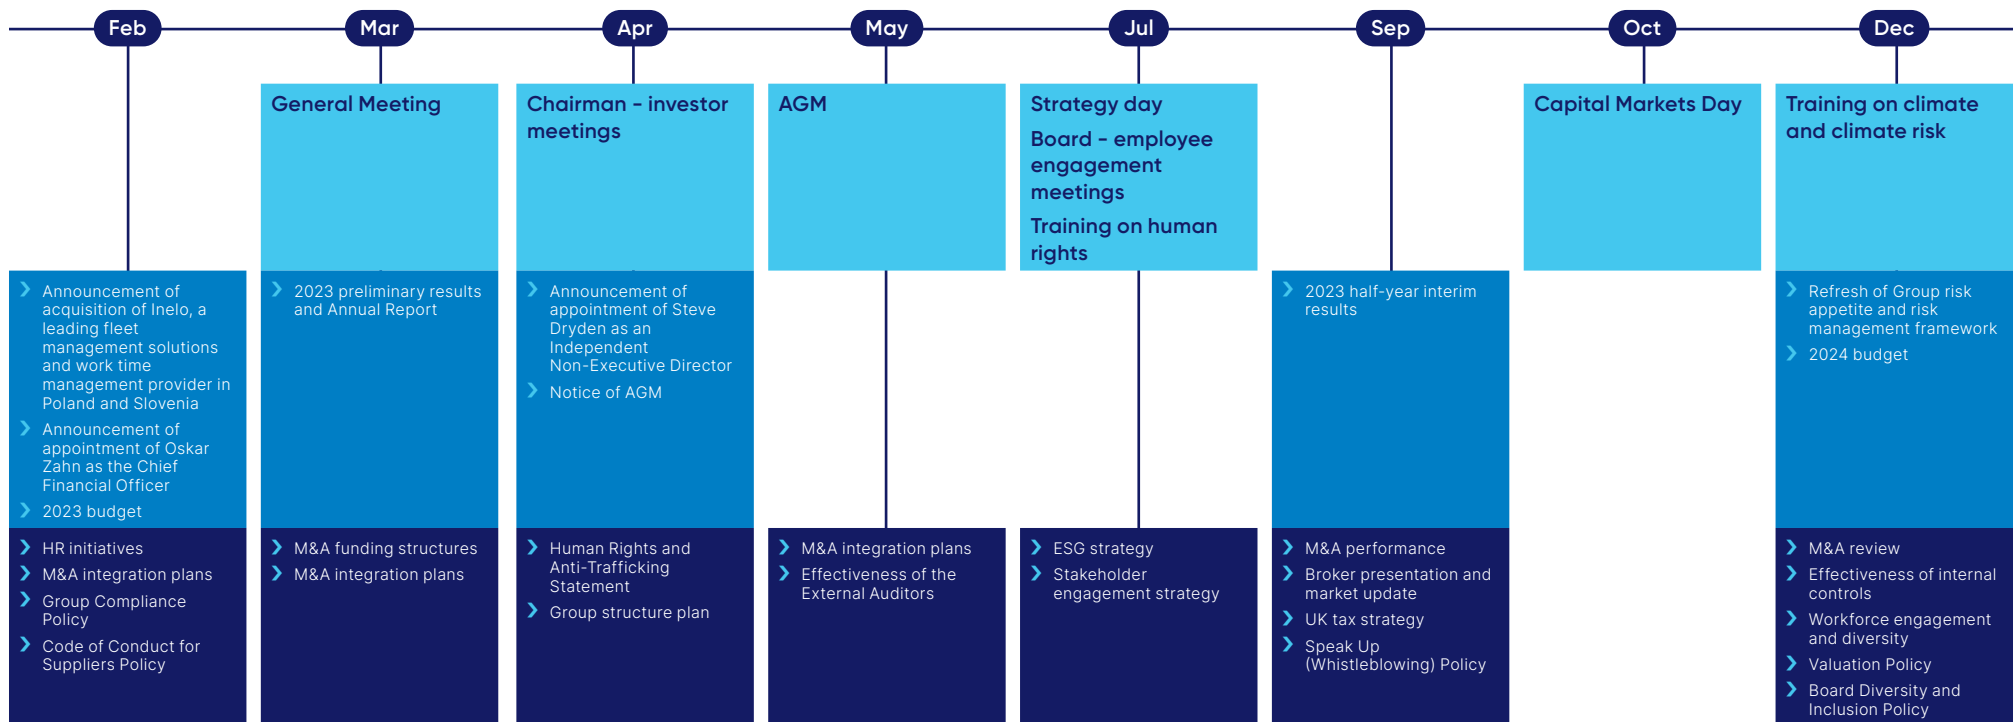 Feb
Mar
Apr
May
Jul
Sep
Oct
Dec
General Meeting
Chairman - investor
meetings
AGM
Strategy day
Board - employee
engagement
meetings
Training on human
rights
Capital Markets Day
Training on climate
and climate risk
Announcement of
acquisition of Inelo, a
leading fleet
management solutions
and work time
management provider in
Poland and Slovenia
Announcement of
appointment of Oskar
Zahn as the Chief
Financial Officer
2023 budget
2023 preliminary results
and Annual Report
Announcement of
appointment of Steve
Dryden as an
Independent
Non-Executive Director
Notice of AGM
2023 half-year interim
results
Refresh of Group risk
appetite and risk
management framework
2024 budget
HR initiatives
M&A integration plans
Group Compliance
Policy
Code of Conduct for
Suppliers Policy
M&A funding structures
M&A integration plans
Human Rights and
Anti-Trafficking
Statement
Group structure plan
M&A integration plans
Effectiveness of the
External Auditors
ESG strategy
Stakeholder
engagement strategy
M&A performance
Broker presentation and
market update
UK tax strategy
Speak Up
(Whistleblowing) Policy
M&A review
Effectiveness of internal
controls
Workforce engagement
and diversity
Valuation Policy
Board Diversity and
Inclusion Policy